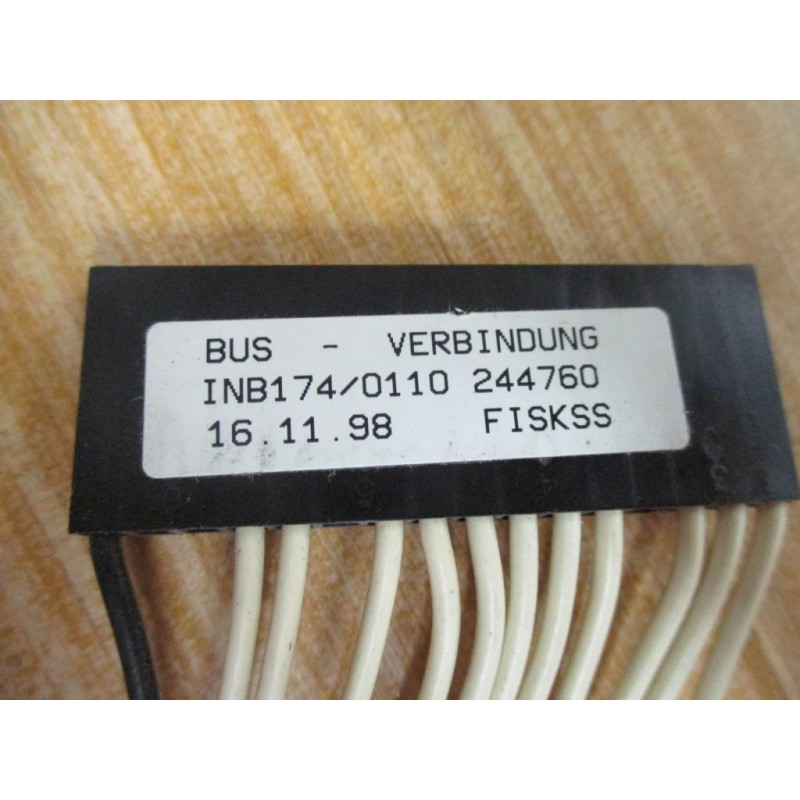 BUS - VERBINDUNG
INB174/0110 244760
16.11.98 FISKSS